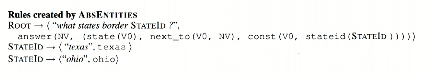 Rules created by ABSENTITIES
ROOT → ⟨ "what states border STATEID ?",
answer(NV, (state(V0), next_to(V0, NV), const(V0, stateid(STATEID))))⟩
STATEID → ⟨"texas", texas ⟩
STATEID → ⟨"ohio", ohio⟩